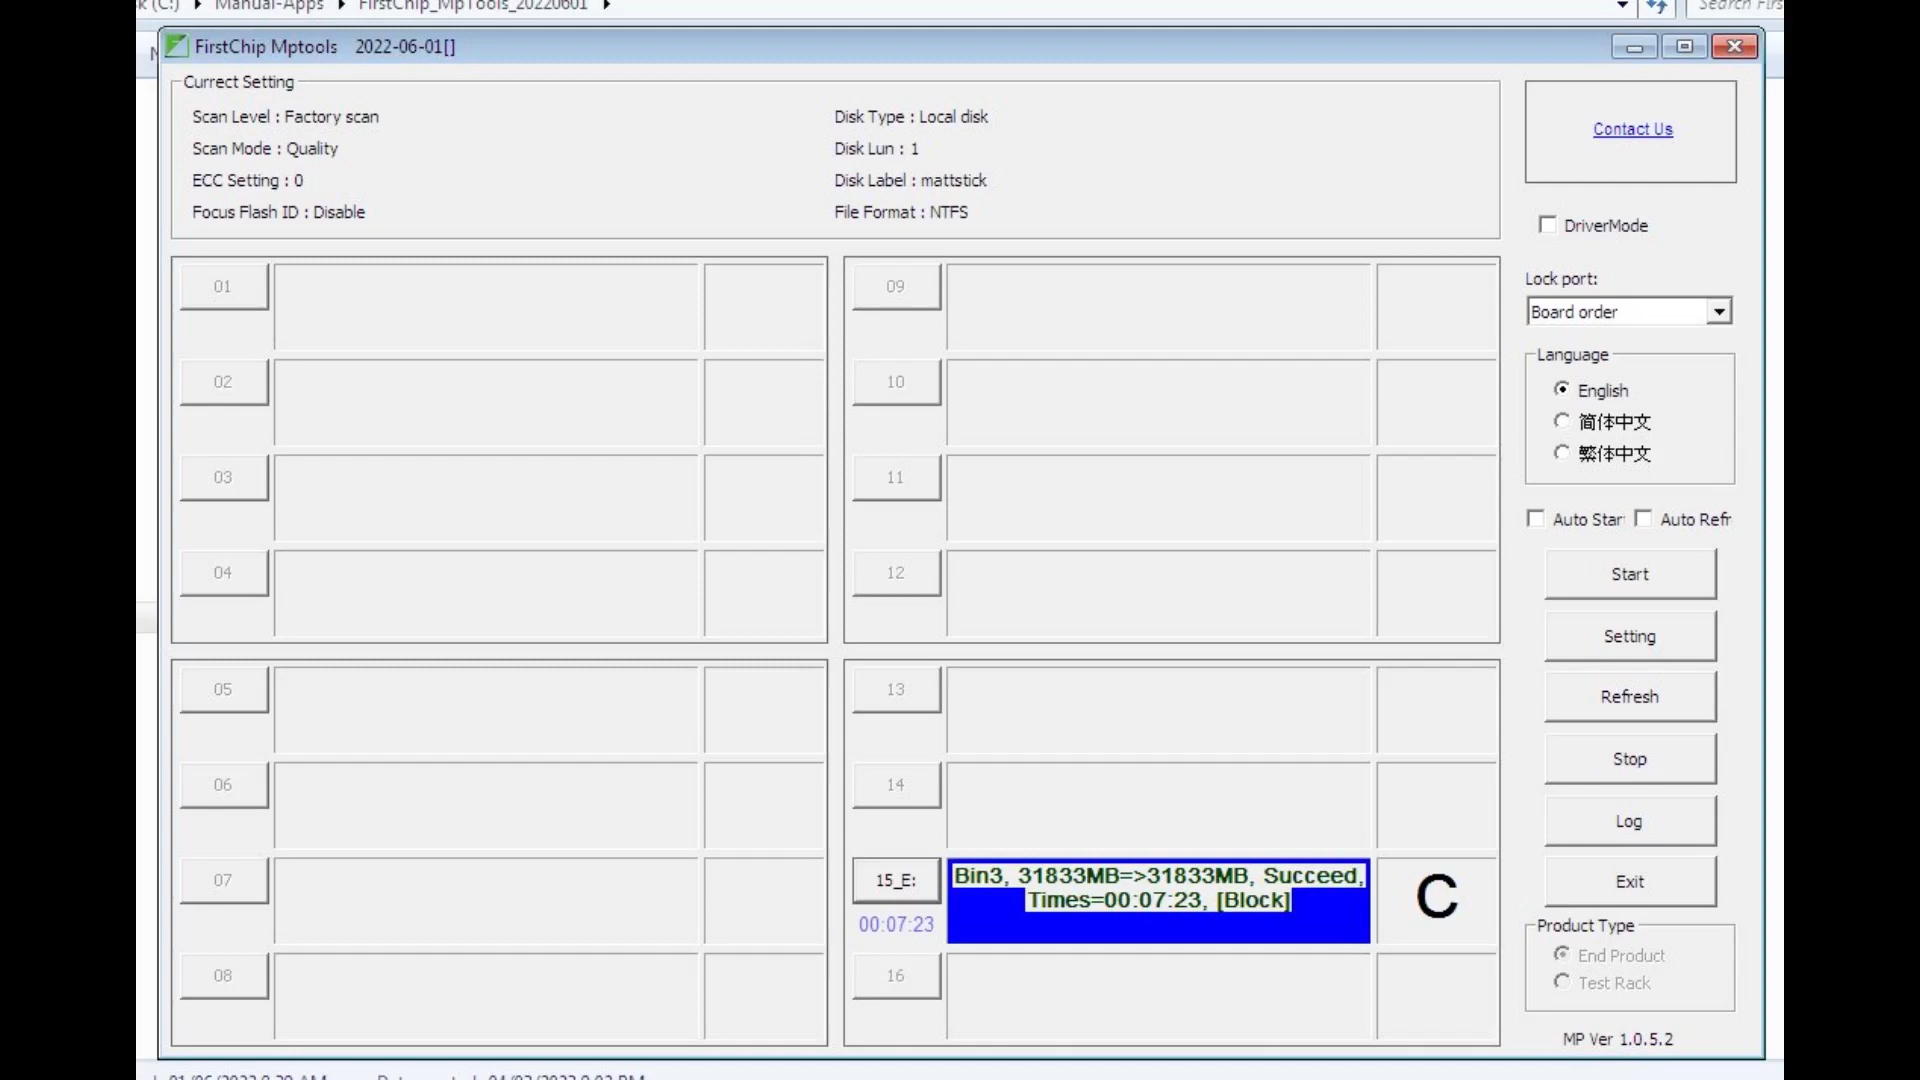 Manual-Apps
FirstChip_MpTools_20220601
FirstChip Mptools 2022-06-01[]
Currect Setting
Scan Level : Factory scan
Scan Mode : Quality
ECC Setting : 0
Focus Flash ID : Disable
Disk Type : Local disk
Disk Lun : 1
Disk Label : mattstick
File Format : NTFS
01
02
03
04
09
10
11
12
05
06
07
08
13
14
15_E:
00:07:23
Bin3, 31833MB=>31833MB, Succeed,
Times=00:07:23, [Block]
C
16
Contact Us
DriverMode
Lock port:
Board order
Language
English
简体中文
繁体中文
Auto Star Auto Refr
Start
Setting
Refresh
Stop
Log
Exit
Product Type
End Product
Test Rack
MP Ver 1.0.5.2